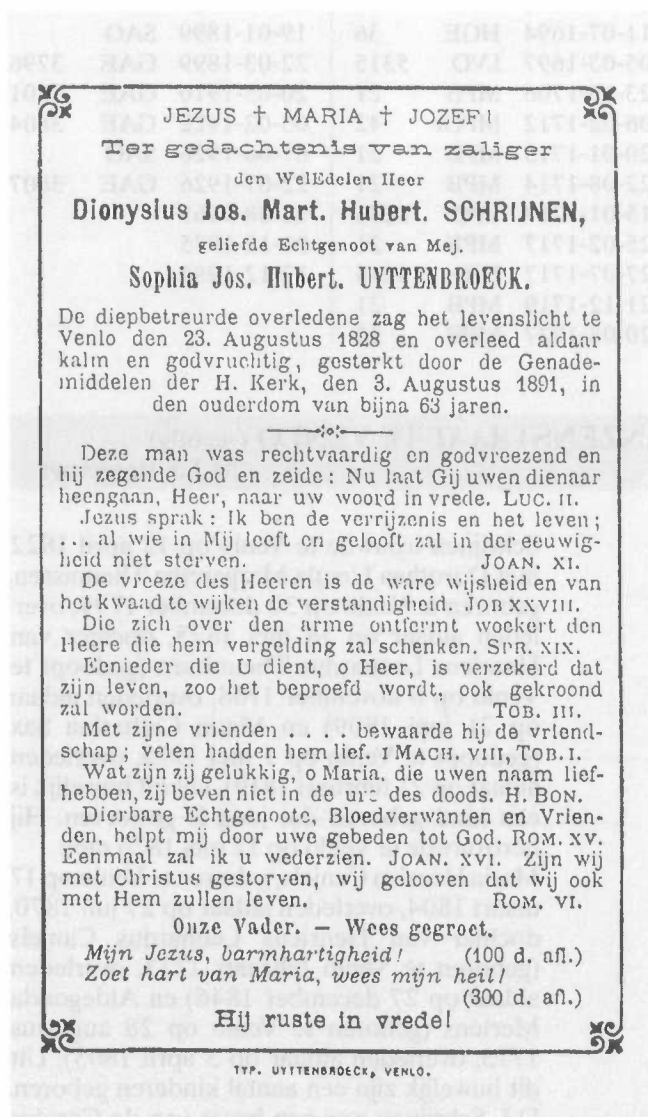 JEZUS † MARIA † JOZEF.
Ter gedachtenis van zaliger
den WelEdelen Heer
Dionysius Jos. Mart. Hubert. SCHRIJNEN,
geliefde Echtgenoot van Mej.
Sophia Jos. Hubert. UYTTENBROECK.
De diepbetreurde overledene zag het levenslicht te
Venlo den 23. Augustus 1828 en overleed aldaar
kalm en godvruchtig, gesterkt door de Genade-
middelen der H. Kerk, den 3. Augustus 1891, in
den ouderdom van bijna 63 jaren.
Deze man was rechtvaardig en godvreezend en
hij zegende God en zeide: Nu laat Gij uwen dienaar
heengaan, Heer, naar uw woord in vrede. LUC. II.
Jezus sprak: Ik ben de verrijzenis en het leven;
. . al wie in Mij leeft en gelooft zal in der eeuwig-
heid niet sterven. JOAN. XI.
De vreeze des Heeren is de ware wijsheid en van
het kwaad te wijken de verstandigheid. JOB XXVIII.
Die zich over den arme ontfermt woekert den
Heere die hem vergelding zal schenken. SPR. XIX.
Eenieder die U dient, o Heer, is verzekerd dat
zijn leven, zoo het beproefd wordt, ook gekroond
zal worden. TOB. III.
Met zijne vrienden . . . . bewaarde hij de vriend-
schap; velen hadden hem lief. I MACH. VIII, TOB. I.
Wat zijn zij gelukkig, o Maria, die uwen naam lief-
hebben, zij beven niet in de ure des doods. H. BON.
Dierbare Echtgenoote, Bloedverwanten en Vrien-
den, helpt mij door uwe gebeden tot God. ROM. XV.
Eenmaal zal ik u wederzien. JOAN. XVI. Zijn wij
met Christus gestorven, wij gelooven dat wij ook
met Hem zullen leven. ROM. VI.
Onze Vader. — Wees gegroet.
Mijn Jezus, barmhartigheid! (100 d. afl.)
Zoet hart van Maria, wees mijn heil!
(300 d. afl.)
Hij ruste in vrede!
TYP. UYTTENBROECK, VENLO.